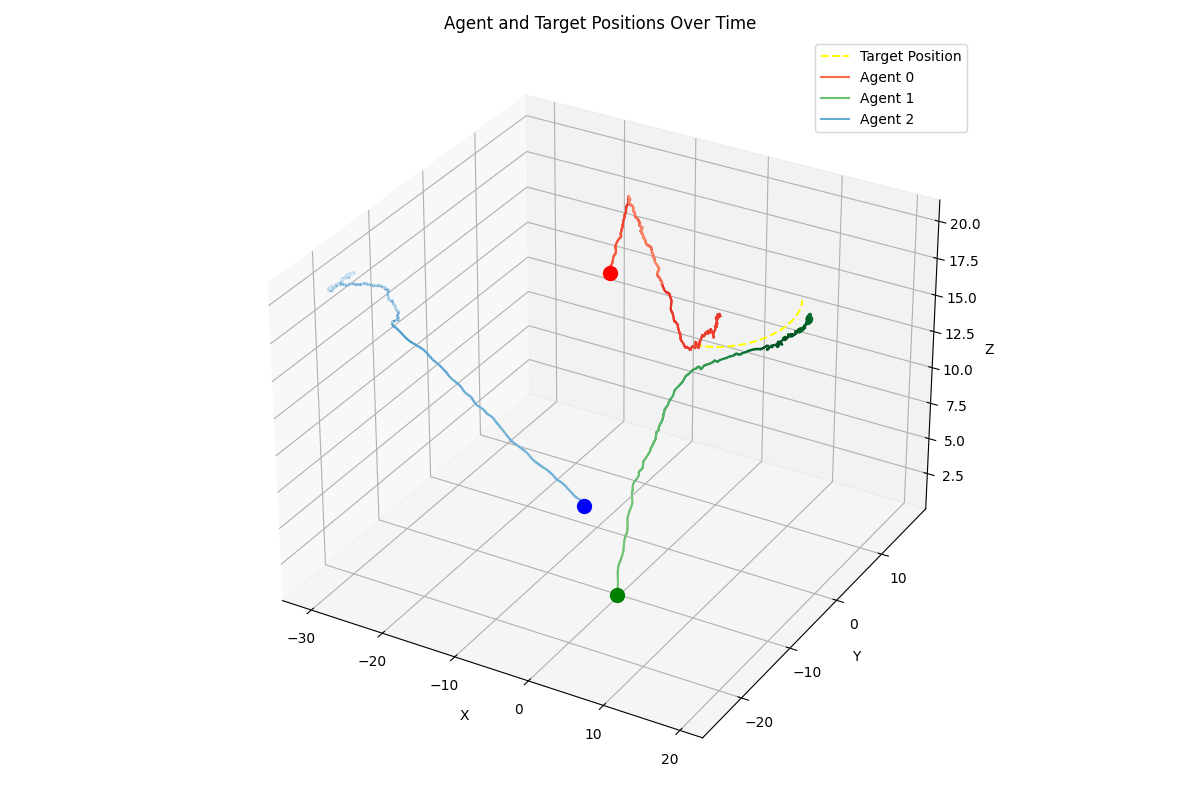 Agent and Target Positions Over Time
Target Position
Agent 0
Agent 1
Agent 2
20.0
17.5
15.0
12.5
Z
10.0
7.5
5.0
2.5
10
0
Y
−10
−20
−30
−20
−10
X
0
10
20